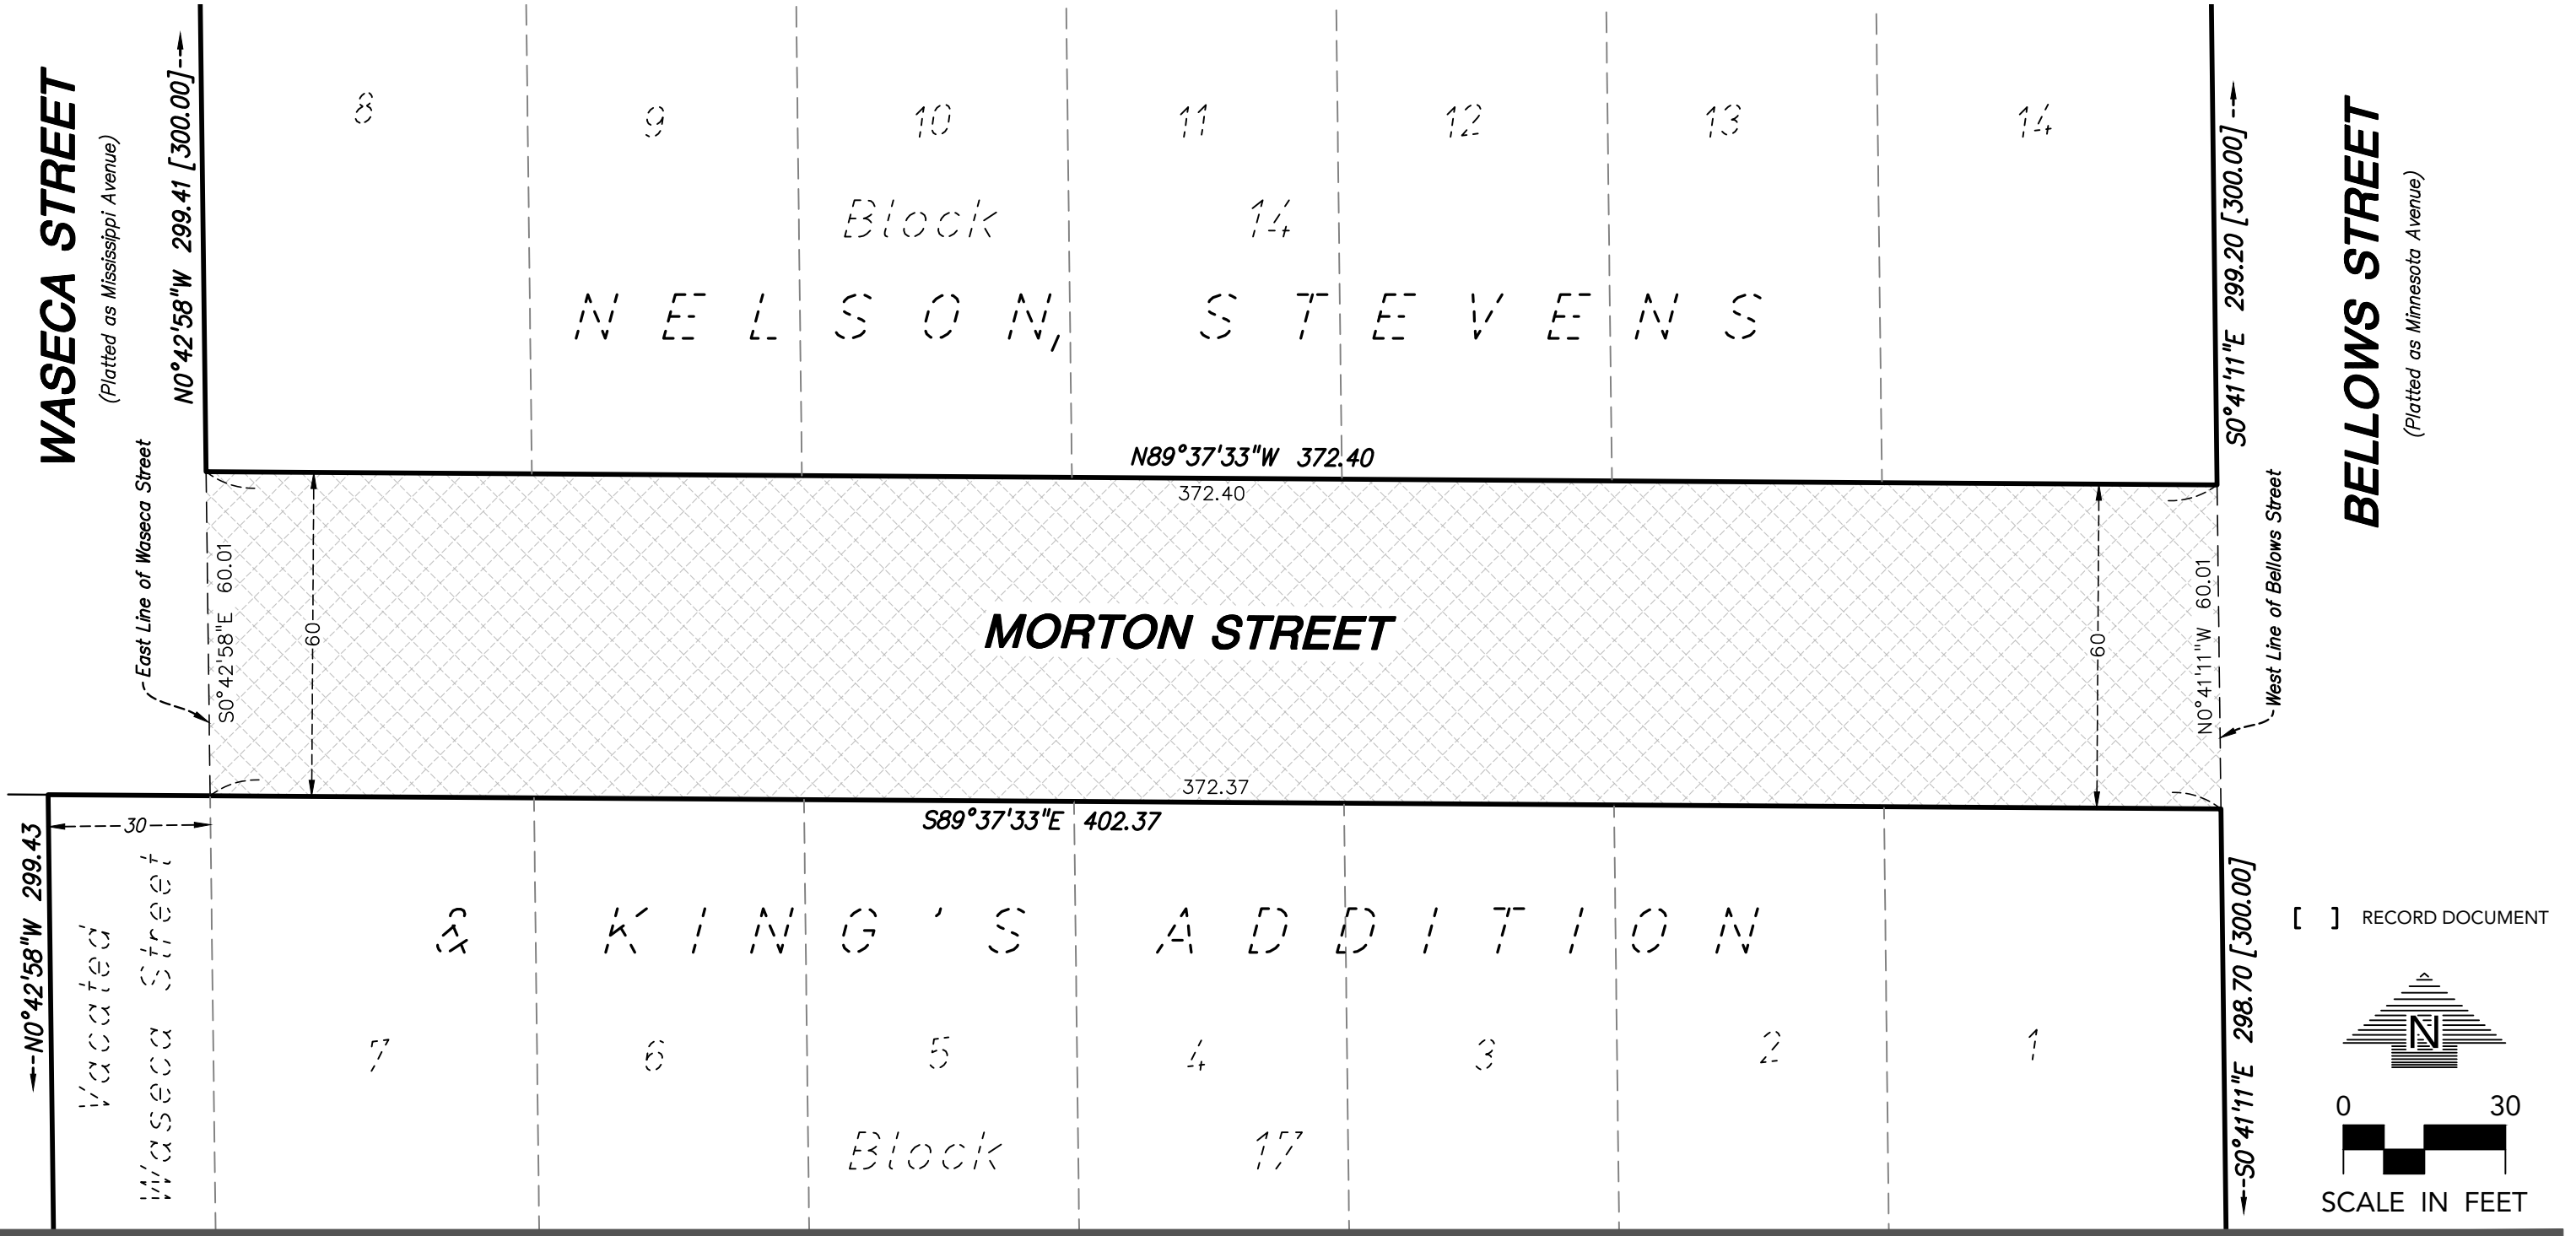 WASECA STREET
(Platted as Mississippi Avenue)
N0°42'58"W 299.41 [300.00]
8
9
10
11
12
13
14
Block 14
NELSON, STEVENS
S0°41'11"E 299.20 [300.00]
BELLOWS STREET
(Platted as Minnesota Avenue)
N89°37'33"W 372.40
372.40
East Line of Waseca Street
S0°42'58"E 60.01
60
MORTON STREET
60
N0°41'11"W 60.01
West Line of Bellows Street
372.37
S89°37'33"E 402.37
30
N0°42'58"W 299.43
Vacated
Waseca Street
& KING'S ADDITION
7
6
5
4
3
2
1
Block 17
S0°41'11"E 298.70 [300.00]
[ ] RECORD DOCUMENT
N
0 30
SCALE IN FEET